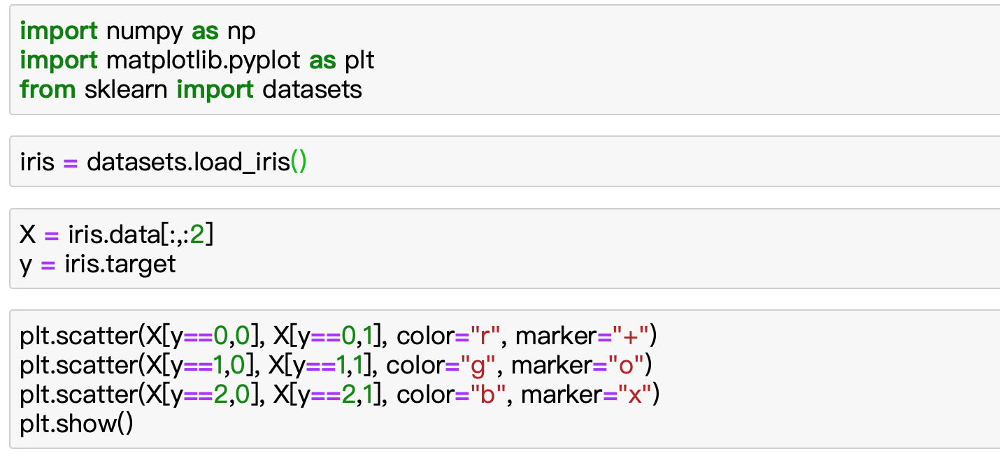 import numpy as np
import matplotlib.pyplot as plt
from sklearn import datasets
iris = datasets.load_iris()
X = iris.data[:,:2]
y = iris.target
plt.scatter(X[y==0,0], X[y==0,1], color="r", marker="+")
plt.scatter(X[y==1,0], X[y==1,1], color="g", marker="o")
plt.scatter(X[y==2,0], X[y==2,1], color="b", marker="x")
plt.show()